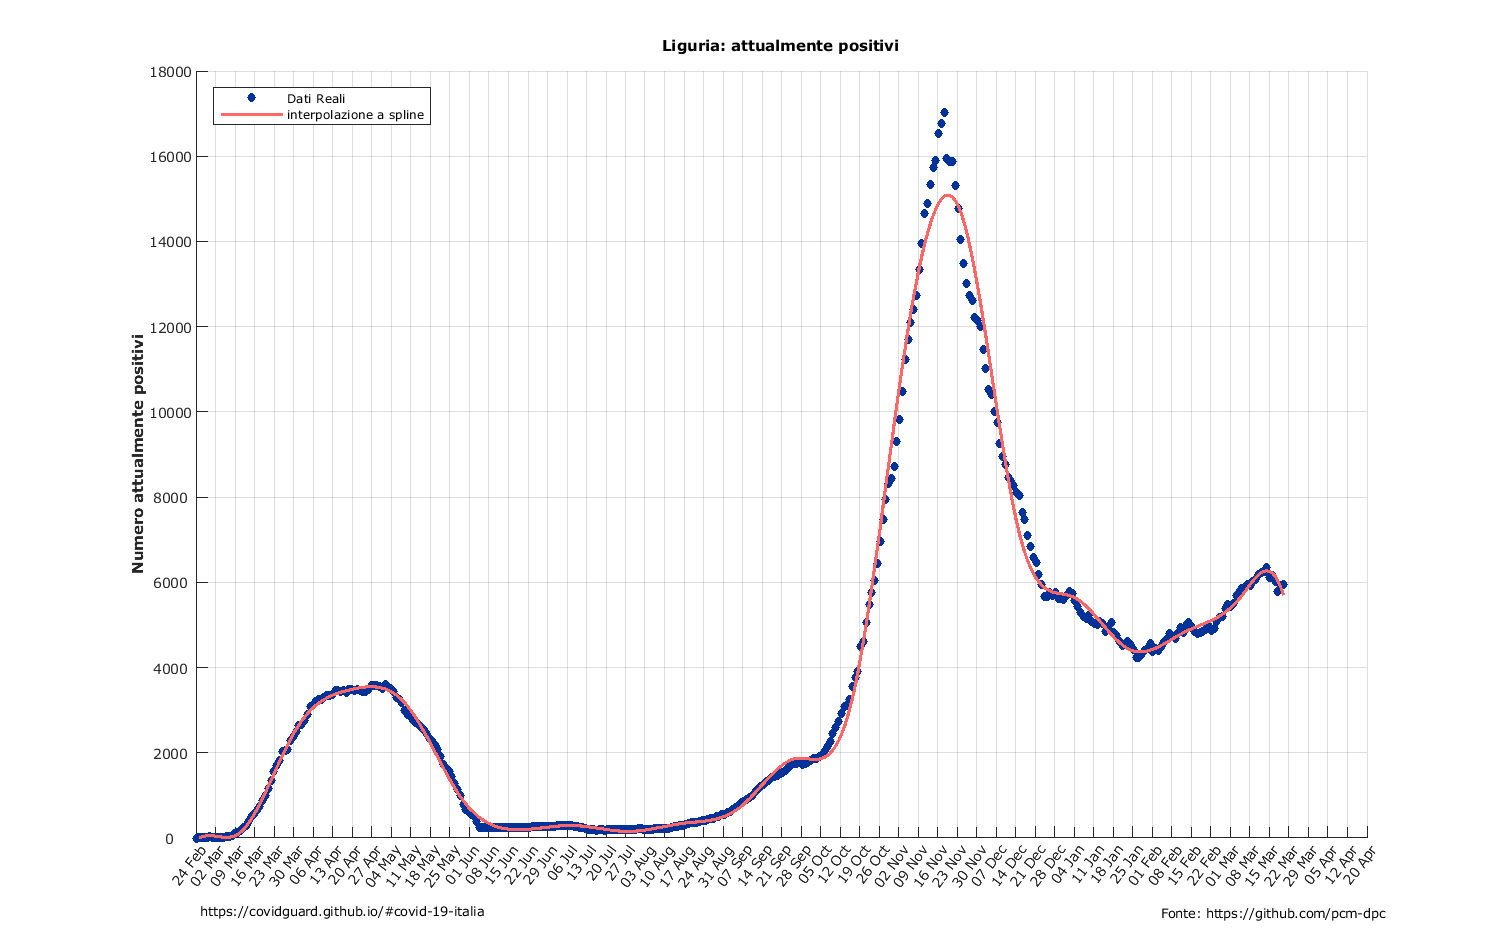 Liguria: attualmente positivi
Dati Reali
interpolazione a spline
Numero attualmente positivi
18000
16000
14000
12000
10000
8000
6000
4000
2000
0
24 Feb
02 Mar
09 Mar
16 Mar
23 Mar
30 Mar
06 Apr
13 Apr
20 Apr
27 Apr
04 May
11 May
18 May
25 May
01 Jun
08 Jun
15 Jun
22 Jun
29 Jun
06 Jul
13 Jul
20 Jul
27 Jul
03 Aug
10 Aug
17 Aug
24 Aug
31 Aug
07 Sep
14 Sep
21 Sep
28 Sep
05 Oct
12 Oct
19 Oct
26 Oct
02 Nov
09 Nov
16 Nov
23 Nov
30 Nov
07 Dec
14 Dec
21 Dec
28 Dec
04 Jan
11 Jan
18 Jan
25 Jan
01 Feb
08 Feb
15 Feb
22 Feb
01 Mar
08 Mar
15 Mar
22 Mar
29 Mar
05 Apr
12 Apr
20 Apr
https://covidguard.github.io/#covid-19-italia
Fonte: https://github.com/pcm-dpc